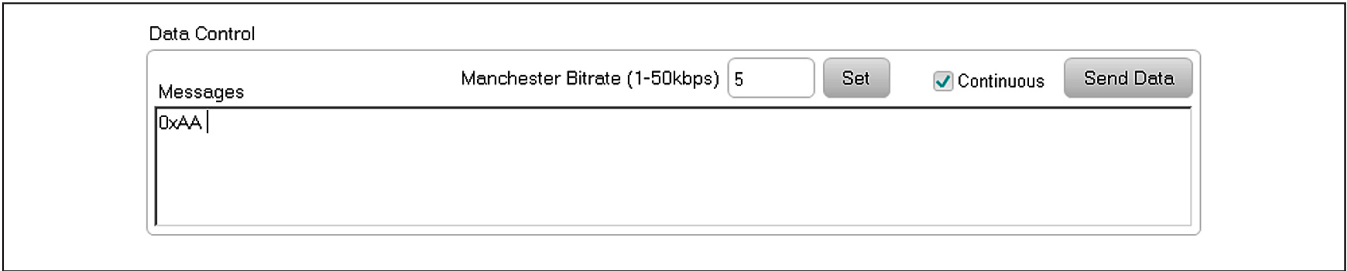 Data Control
Manchester Bitrate (1-50kbps) 5 Set Continuous Send Data
Messages
0xAA